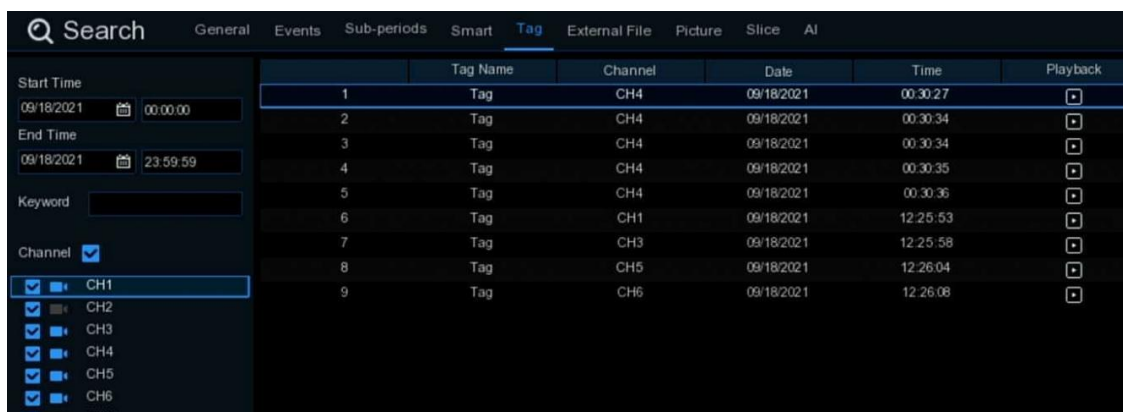 Search General Events Sub-periods Smart Tag External File Picture Slice AI
Start Time
09/18/2021 00:00:00
End Time
09/18/2021 23:59:59
Keyword
Channel
CH1
CH2
CH3
CH4
CH5
CH6
Tag Name Channel Date Time Playback
1 Tag CH4 09/18/2021 00:30:27
2 Tag CH4 09/18/2021 00:30:34
3 Tag CH4 09/18/2021 00:30:34
4 Tag CH4 09/18/2021 00:30:35
5 Tag CH4 09/18/2021 00:30:36
6 Tag CH1 09/18/2021 12:25:53
7 Tag CH3 09/18/2021 12:25:58
8 Tag CH5 09/18/2021 12:26:04
9 Tag CH6 09/18/2021 12:26:08